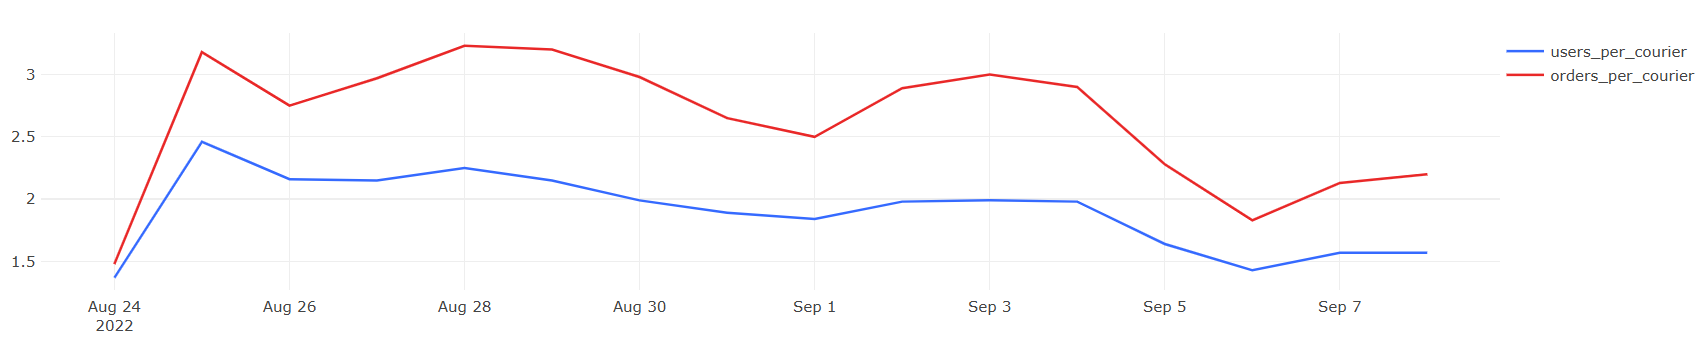 users_per_courier
orders_per_courier
3
2.5
2
1.5
Aug 24
2022
Aug 26
Aug 28
Aug 30
Sep 1
Sep 3
Sep 5
Sep 7